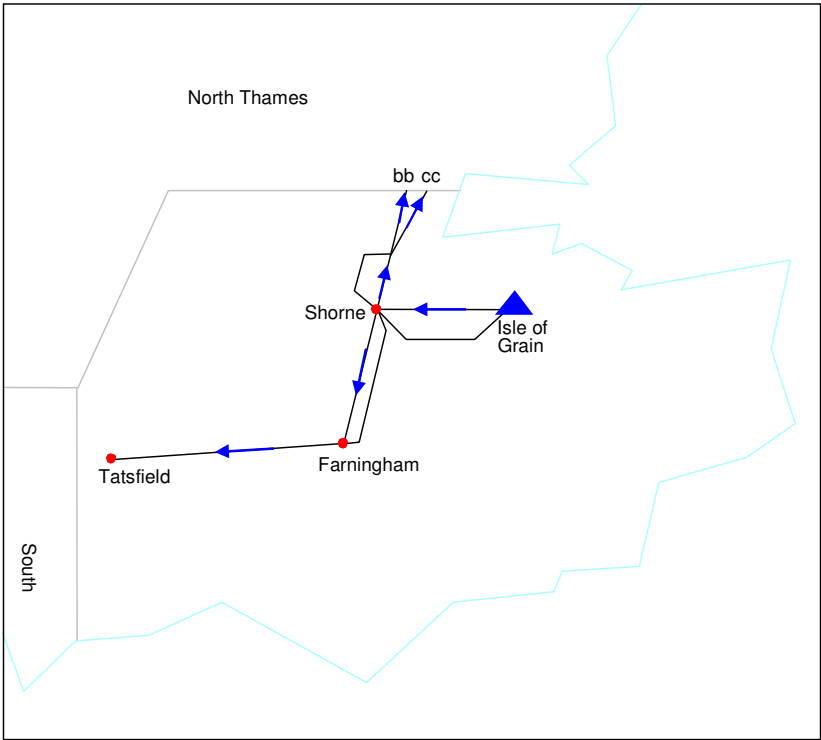 North Thames
bb cc
Shorne
Isle of
Grain
Farningham
Tatsfield
South